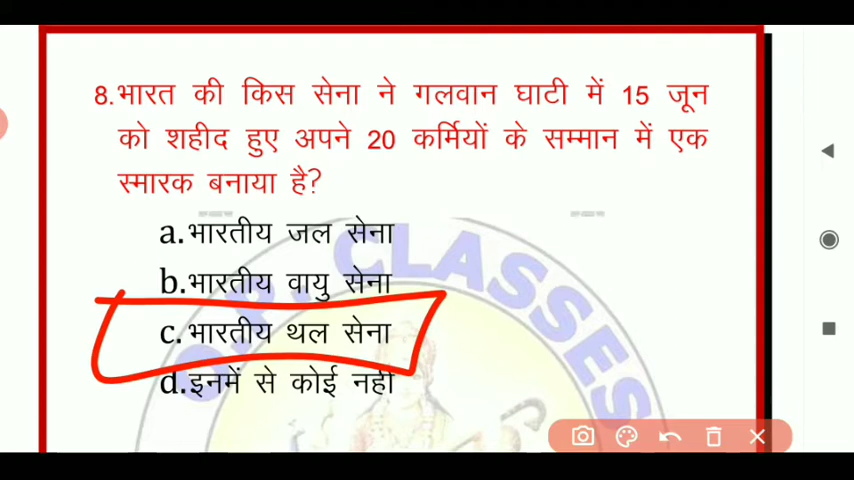 8.भारत की किस सेना ने गलवान घाटी में 15 जून
को शहीद हुए अपने 20 कर्मियों के सम्मान में एक
स्मारक बनाया है?
a.भारतीय जल सेना
b.भारतीय वायु सेना
c.भारतीय थल सेना
d.इनमें से कोई नहीं
O.P. CLASSES